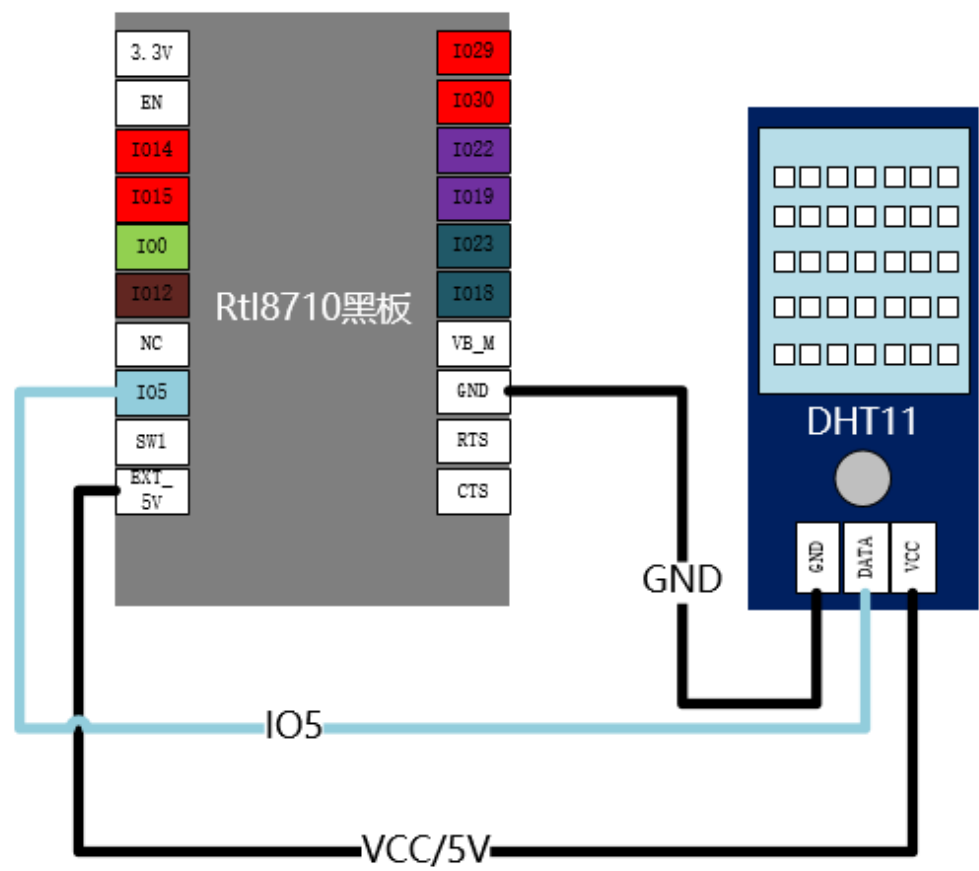 3.3V
EN
IO14
IO15
IO0
IO12
NC
IO5
SW1
EXT_
5V
Rtl8710黑板
IO29
IO30
IO22
IO19
IO23
IO18
VB_M
GND
RTS
CTS
DHT11
GND
DATA
VCC
GND
IO5
VCC/5V